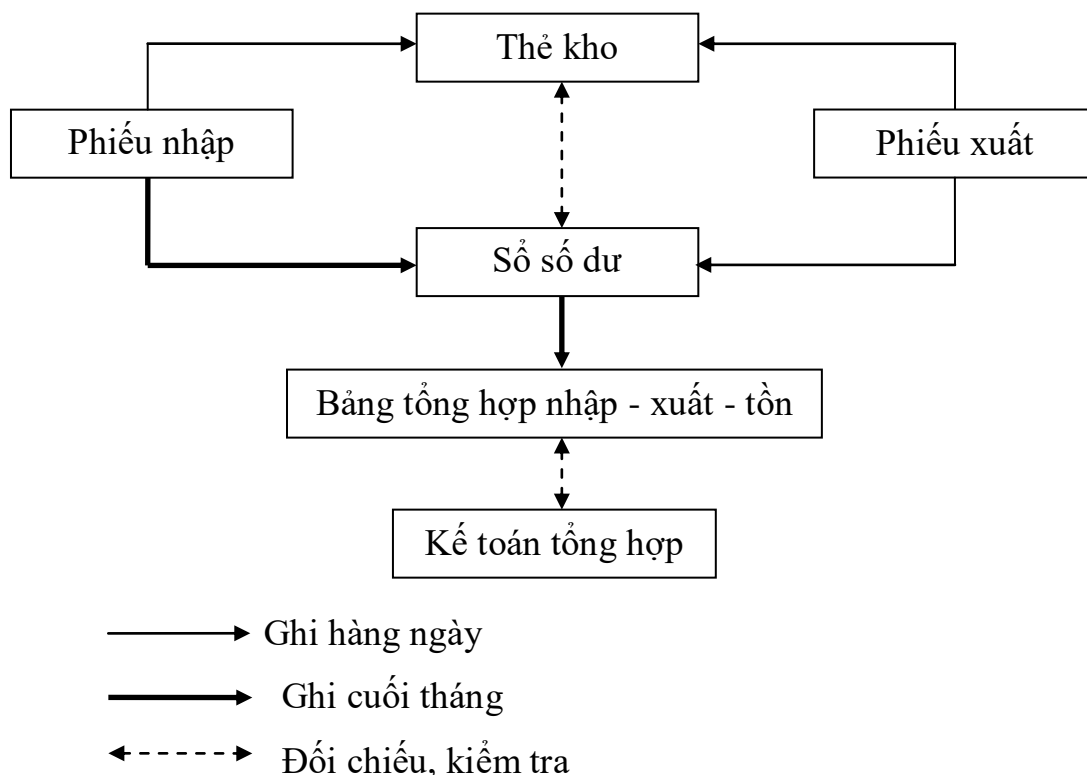 Thẻ kho
Phiếu nhập
Phiếu xuất
Sổ số dư
Bảng tổng hợp nhập - xuất - tồn
Kế toán tổng hợp
Ghi hàng ngày
Ghi cuối tháng
Đối chiếu, kiểm tra